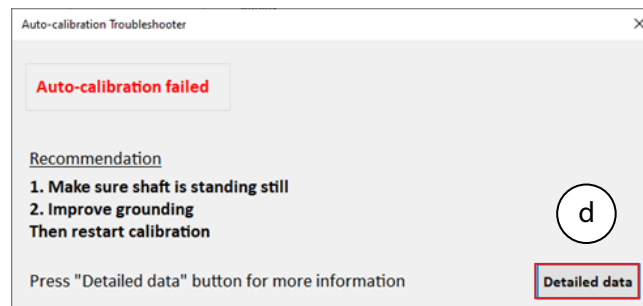 Auto-calibration Troubleshooter
Auto-calibration failed
Recommendation
1. Make sure shaft is standing still
2. Improve grounding
Then restart calibration
d
Press "Detailed data" button for more information
Detailed data